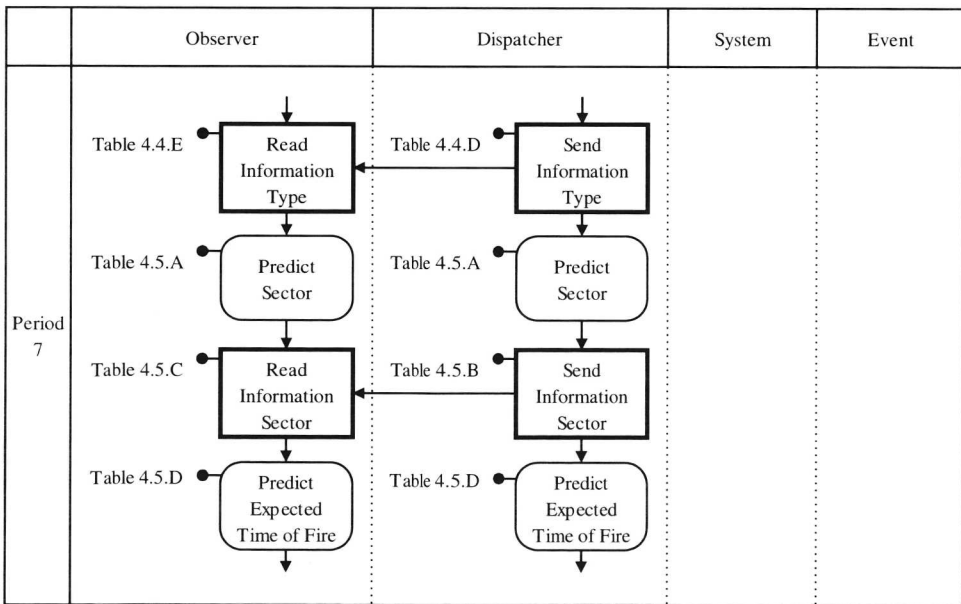 Observer
Dispatcher
System
Event
Period
7
Table 4.4.E
Read
Information
Type
Table 4.4.D
Send
Information
Type
Table 4.5.A
Predict
Sector
Table 4.5.A
Predict
Sector
Table 4.5.C
Read
Information
Sector
Table 4.5.B
Send
Information
Sector
Table 4.5.D
Predict
Expected
Time of Fire
Table 4.5.D
Predict
Expected
Time of Fire